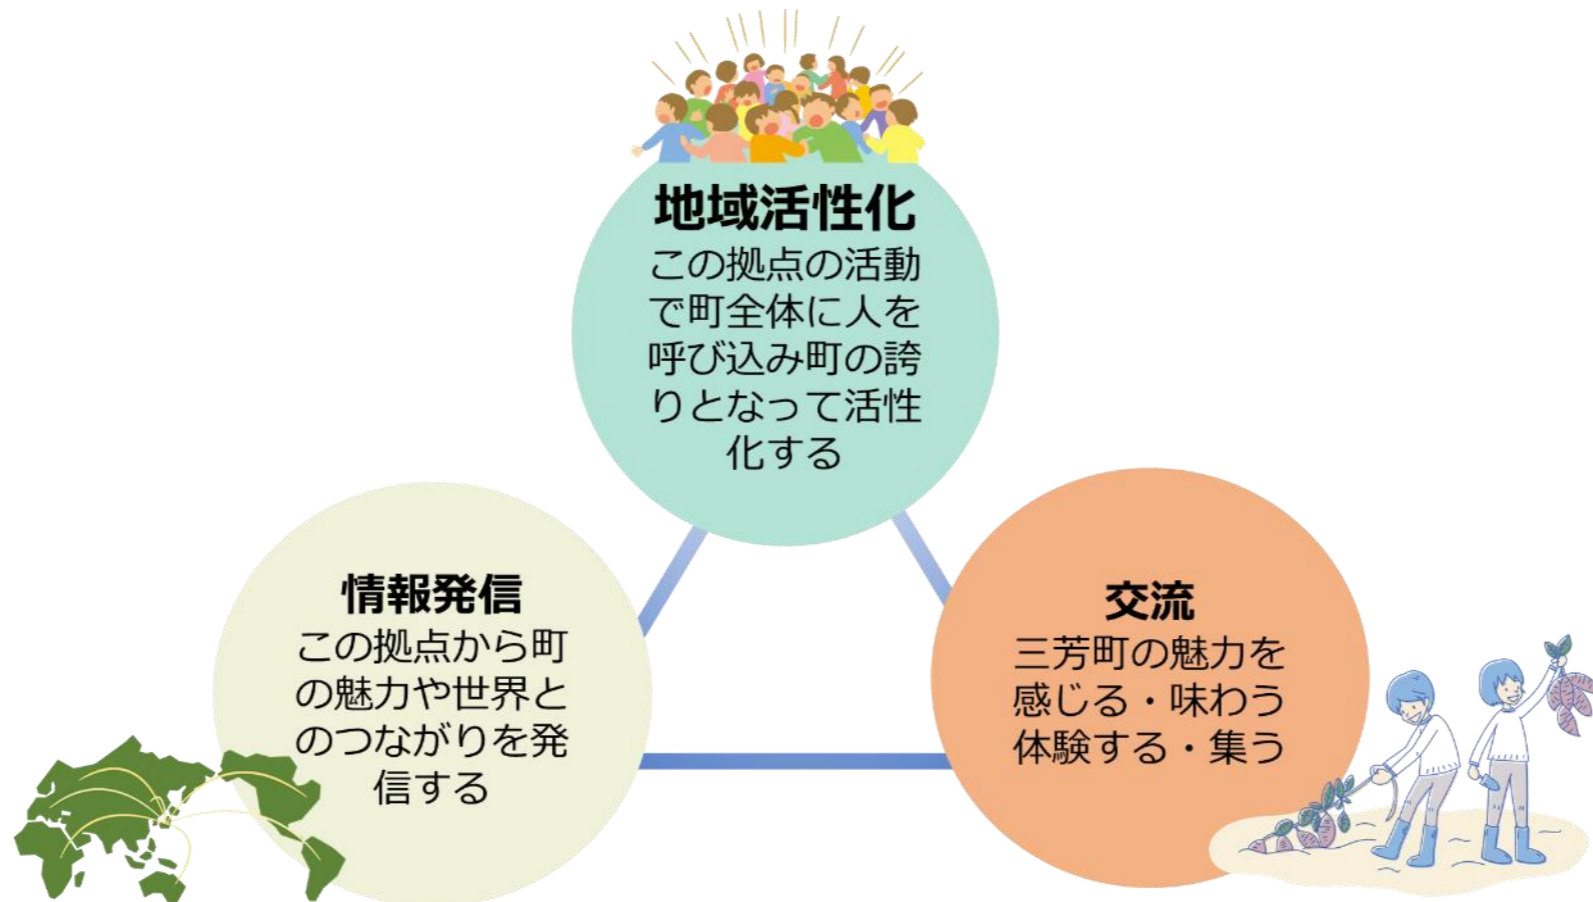 地域活性化
この拠点の活動
で町全体に人を
呼び込み町の誇
りとなって活性
化する
情報発信
この拠点から町
の魅力や世界と
のつながりを発
信する
交流
三芳町の魅力を
感じる・味わう
体験する・集う